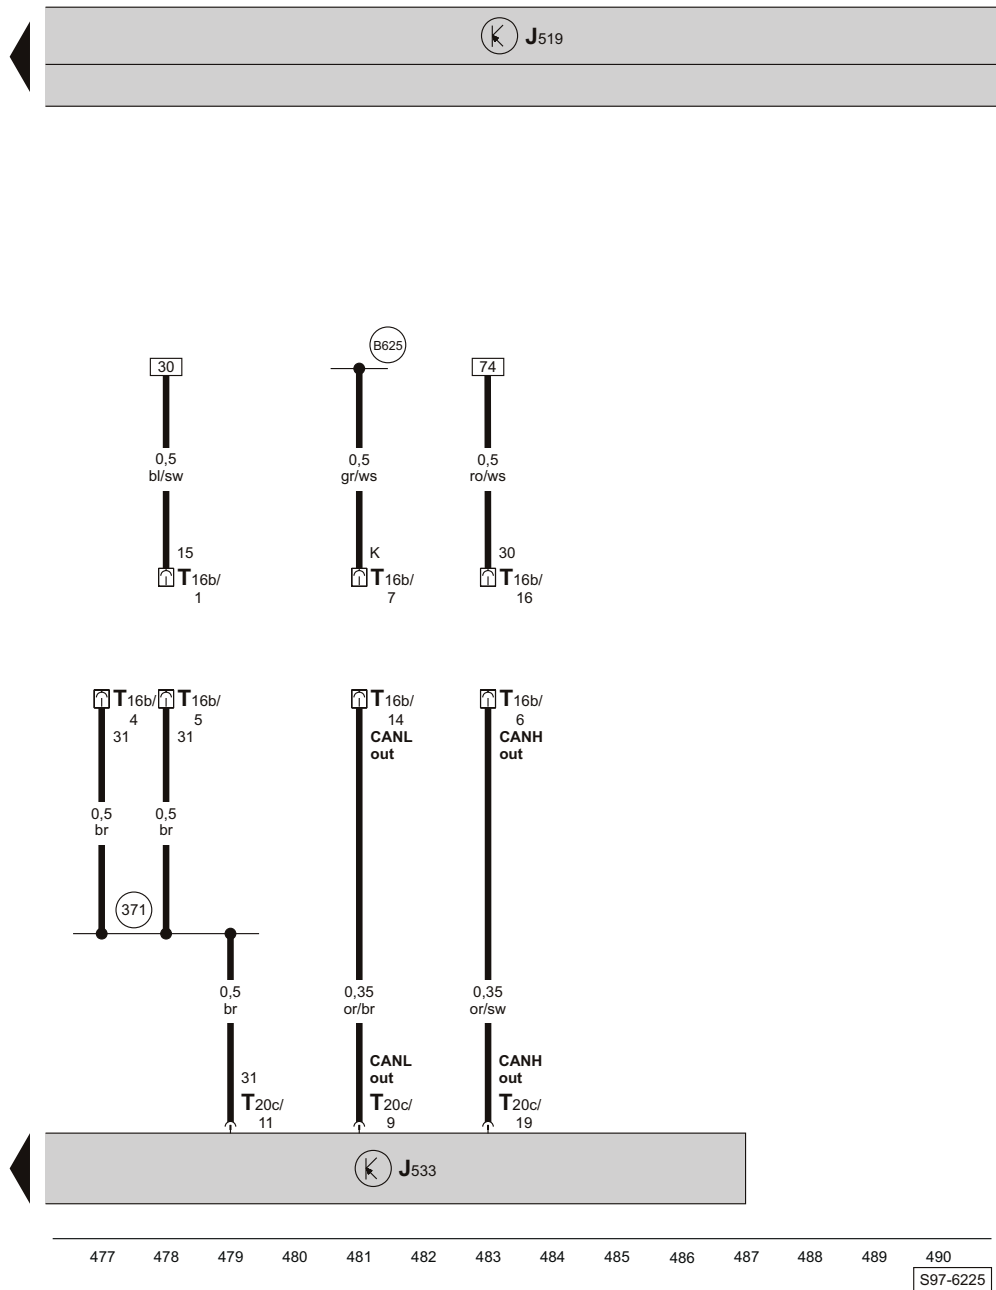 J519
B625
30
74
0,5
bl/sw
0,5
gr/ws
0,5
ro/ws
15
T16b/
1
K
T16b/
7
30
T16b/
16
T16b/
4
31
T16b/
5
31
T16b/
14
CANL
out
T16b/
6
CANH
out
0,5
br
0,5
br
371
0,5
br
0,35
or/br
0,35
or/sw
31
T20c/
11
CANL
out
T20c/
9
CANH
out
T20c/
19
J533
477 478 479 480 481 482 483 484 485 486 487 488 489 490
S97-6225